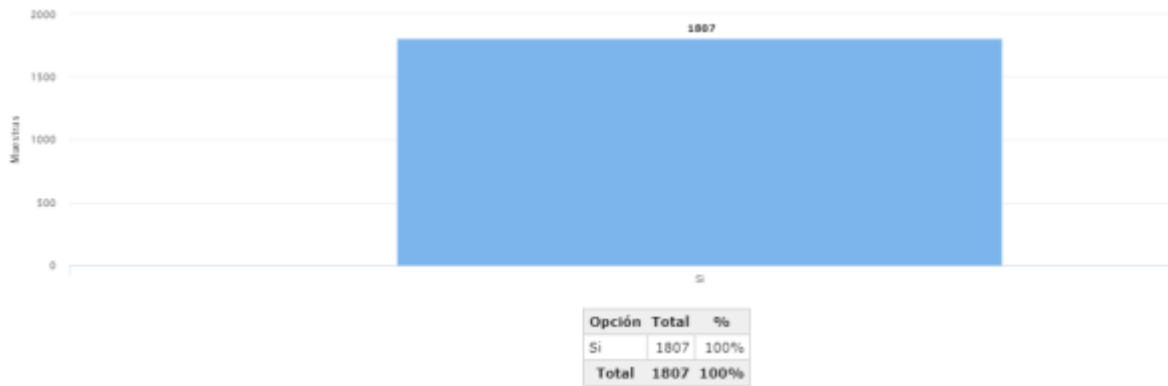 2000
1807
1500
Muestras
1000
500
0
Si
Opción Total %
Si 1807 100%
Total 1807 100%